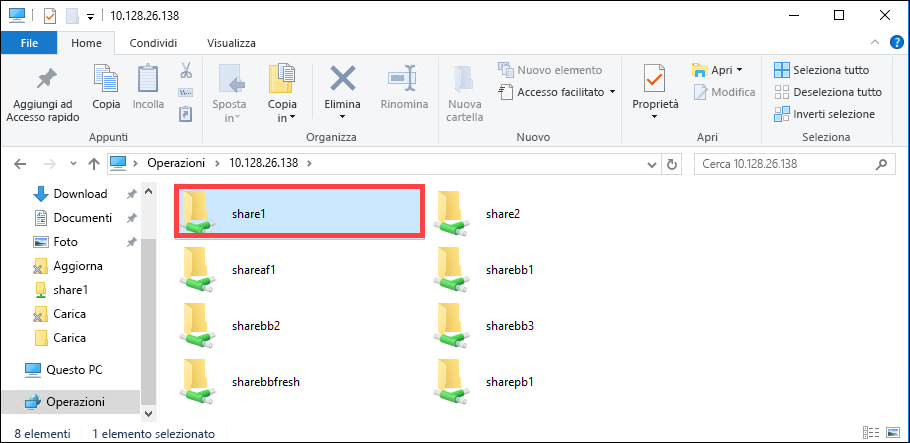 10.128.26.138
File Home Condividi Visualizza
Aggiungi ad
Accesso rapido
Copia
Incolla
Appunti
Sposta
in
Copia
in
Elimina
Rinomina
Organizza
Nuova
cartella
Nuovo elemento
Accesso facilitato
Nuovo
Proprietà
Apri
Modifica
Apri
Seleziona tutto
Deseleziona tutto
Inverti selezione
Seleziona
Operazioni > 10.128.26.138 >
Cerca 10.128.26.138
Download
Documenti
Foto
Aggiorna
share1
Carica
Carica
Questo PC
Operazioni
share1
share2
shareaf1
sharebb1
sharebb2
sharebb3
sharebbfresh
sharepb1
8 elementi 1 elemento selezionato